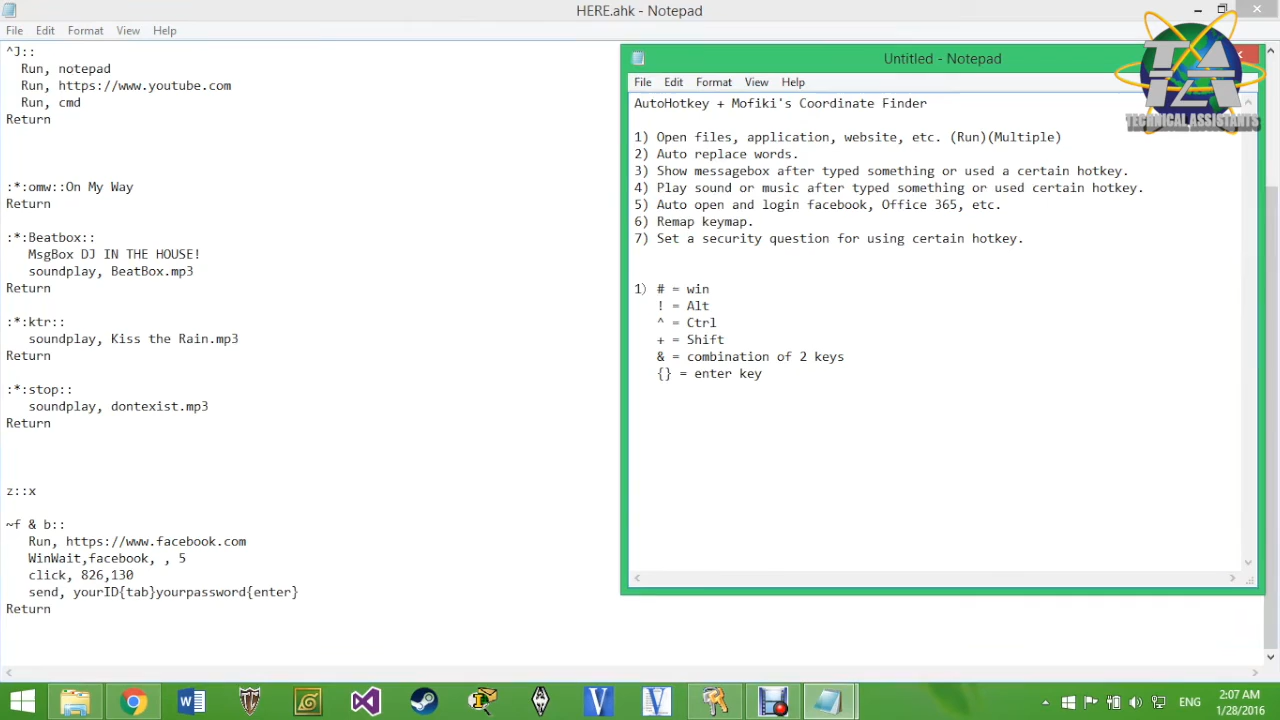 HERE.ahk - Notepad
File Edit Format View Help
^J::
Run, notepad
Run, https://www.youtube.com
Run, cmd
Return
:*:omw::On My Way
Return
:*:Beatbox::
MsgBox DJ IN THE HOUSE!
soundplay, BeatBox.mp3
Return
:*:ktr::
soundplay, Kiss the Rain.mp3
Return
:*:stop::
soundplay, dontexist.mp3
Return
z::x
~f & b::
Run, https://www.facebook.com
WinWait,facebook, , 5
click, 826,130
send, yourID{tab}yourpassword{enter}
Return
Untitled - Notepad
File Edit Format View Help
AutoHotkey + Mofiki's Coordinate Finder
1) Open files, application, website, etc. (Run)(Multiple)
2) Auto replace words.
3) Show messagebox after typed something or used a certain hotkey.
4) Play sound or music after typed something or used certain hotkey.
5) Auto open and login facebook, Office 365, etc.
6) Remap keymap.
7) Set a security question for using certain hotkey.
1) # = win
! = Alt
^ = Ctrl
+ = Shift
& = combination of 2 keys
{} = enter key
TA
TECHNICAL ASSISTANTS
ENG
2:07 AM
1/28/2016